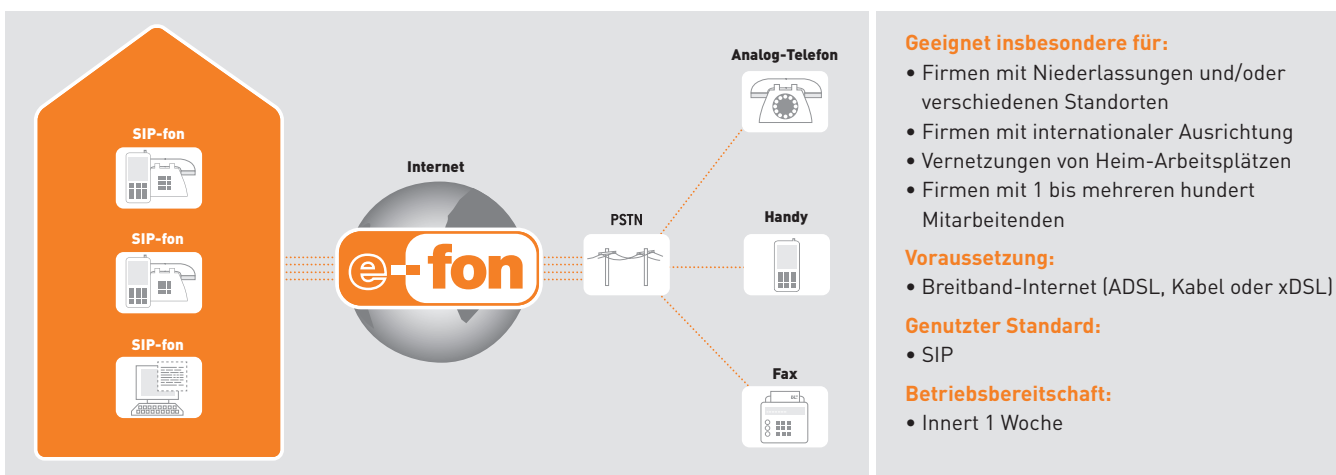 SIP-fon
SIP-fon
SIP-fon
Internet
e-fon
PSTN
Analog-Telefon
Handy
Fax
Geeignet insbesondere für:
• Firmen mit Niederlassungen und/oder
verschiedenen Standorten
• Firmen mit internationaler Ausrichtung
• Vernetzungen von Heim-Arbeitsplätzen
• Firmen mit 1 bis mehreren hundert
Mitarbeitenden
Voraussetzung:
• Breitband-Internet (ADSL, Kabel oder xDSL)
Genutzter Standard:
• SIP
Betriebsbereitschaft:
• Innert 1 Woche